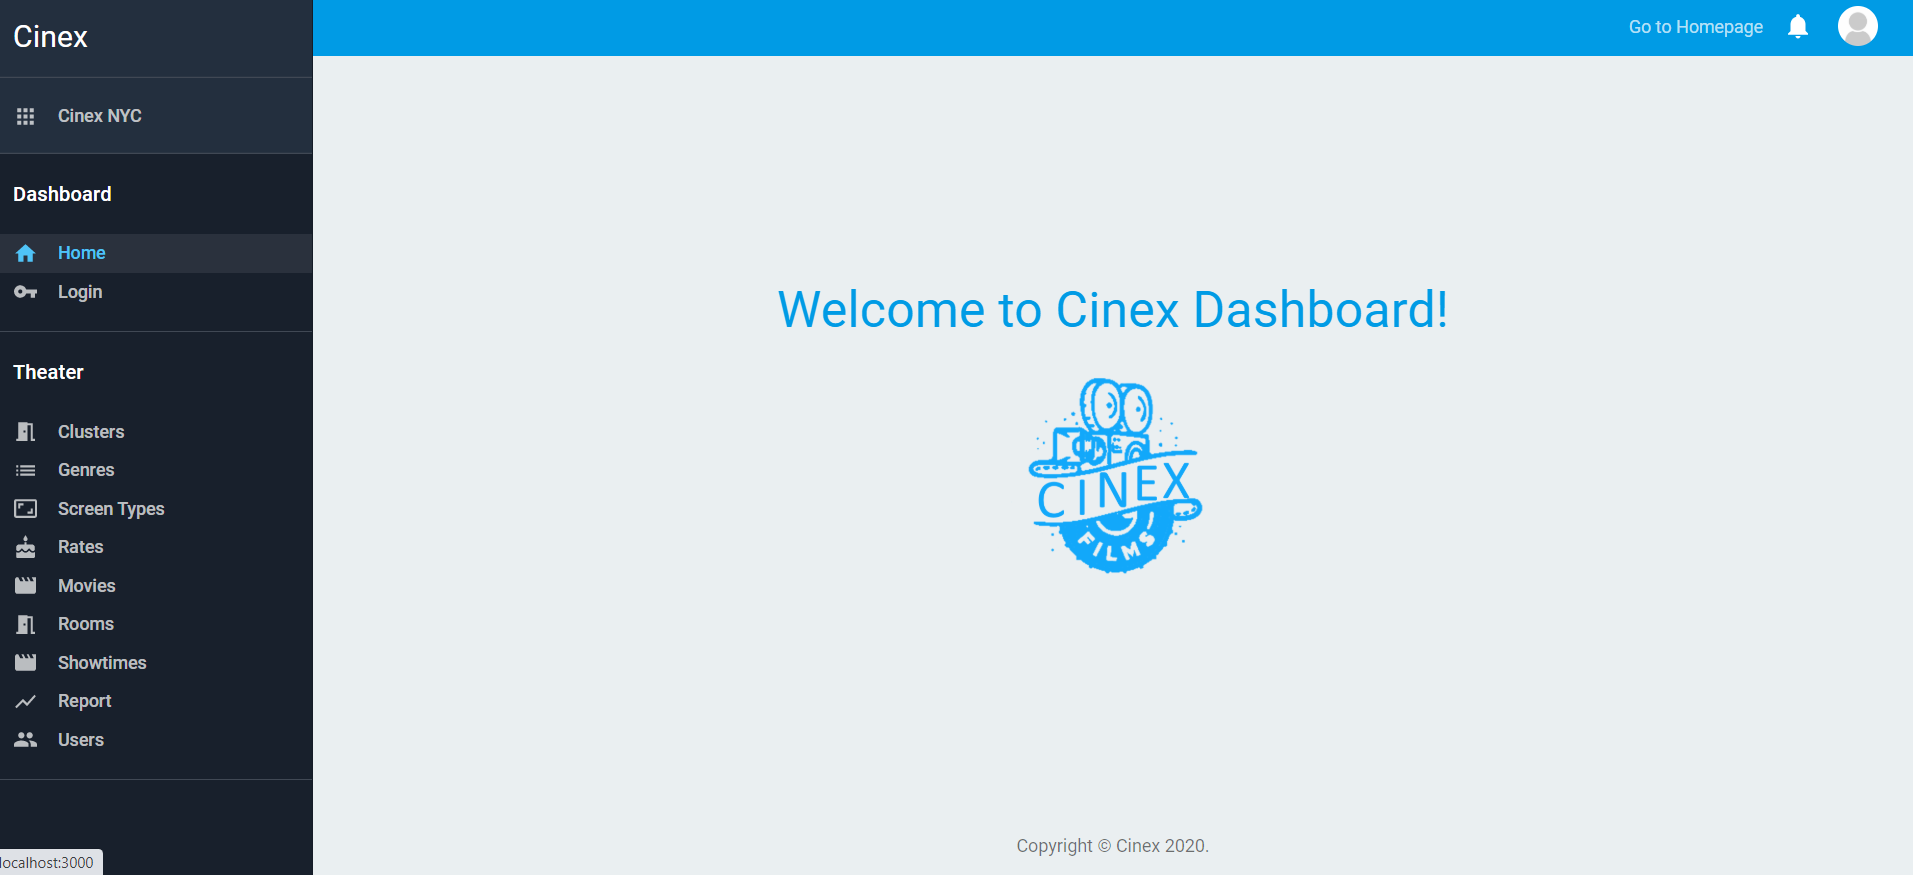 Cinex
Go to Homepage
Cinex NYC
Dashboard
Home
Login
Theater
Clusters
Genres
Screen Types
Rates
Movies
Rooms
Showtimes
Report
Users
Welcome to Cinex Dashboard!
CINEX
FILMS
Copyright © Cinex 2020.
localhost:3000